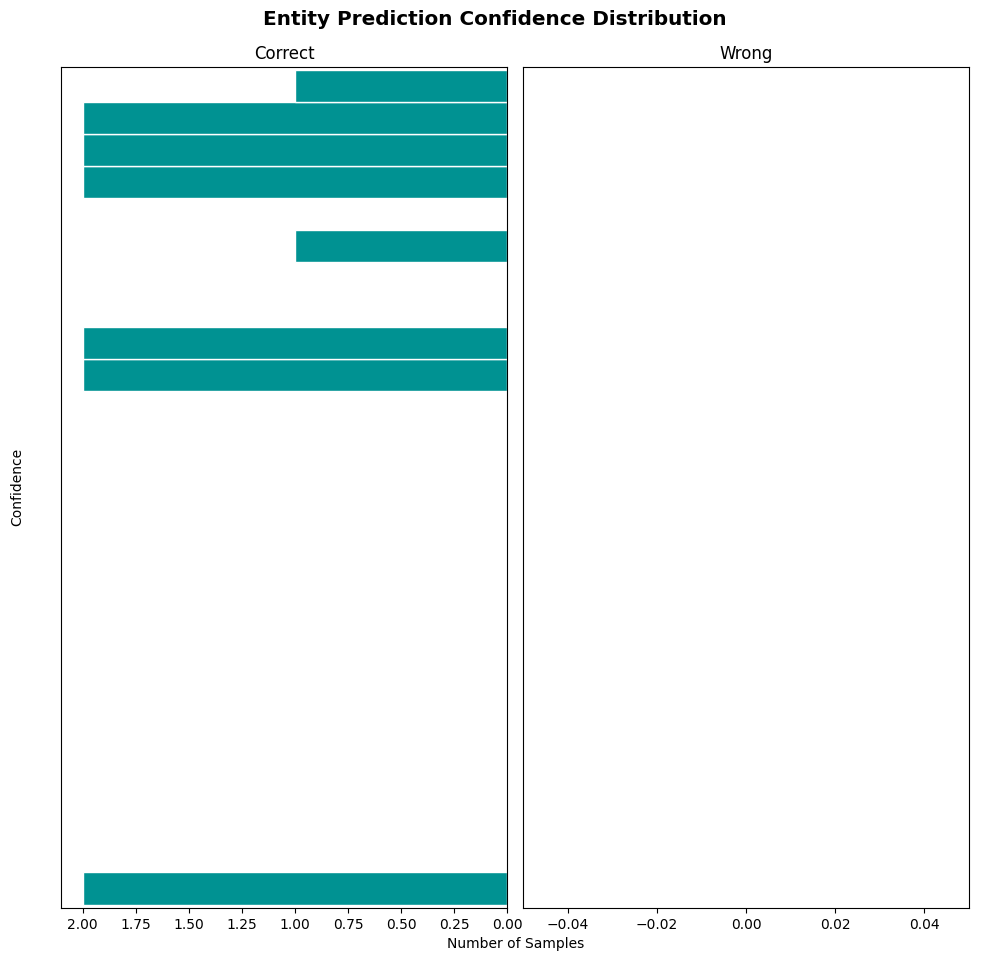 Entity Prediction Confidence Distribution
Correct
Wrong
Confidence
2.00 1.75 1.50 1.25 1.00 0.75 0.50 0.25 0.00
−0.04 −0.02 0.00 0.02 0.04
Number of Samples